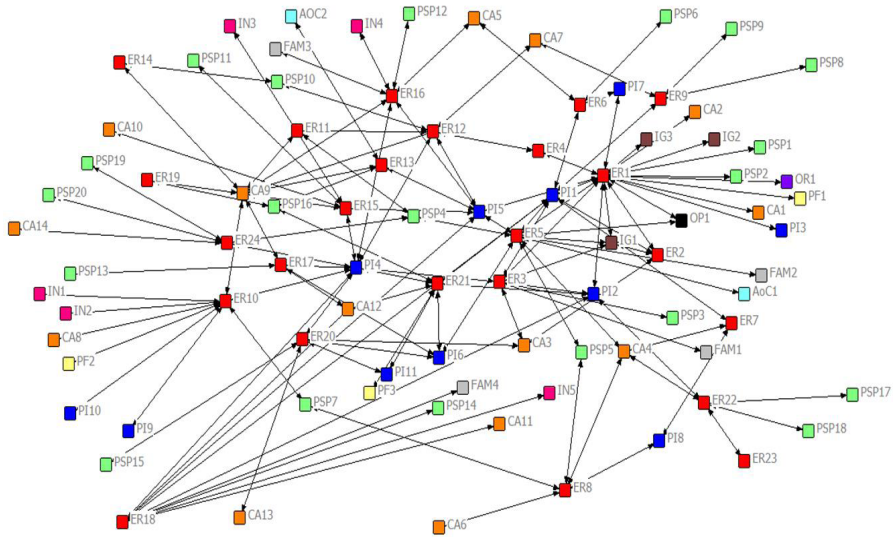 PSP12
CA5
PSP6
AOC2
IN3
IN4
PSP9
CA7
FAM3
ER14
PSP11
PSP8
PSP10
PI7
ER16
ER9
ER6
CA2
CA10
ER11
ER12
IG3
IG2
PSP1
ER4
PSP19
ER13
ER1
PSP2
OR1
ER19
CA9
PI1
PF1
PSP20
PSP16
ER15
PSP4
PI5
CA1
OP1
CA14
PI3
ER24
ER5
IG1
ER2
PSP13
ER17
PI4
FAM2
ER21
ER3
IN1
ER10
PI2
AoC1
IN2
CA12
PSP3
ER7
CA8
ER20
CA3
PF2
PI6
PSP5
CA4
FAM1
PI11
PF3
FAM4
IN5
PSP17
PI10
PSP7
PSP14
ER22
PI9
CA11
PSP18
PI8
PSP15
ER23
ER8
ER18
CA13
CA6